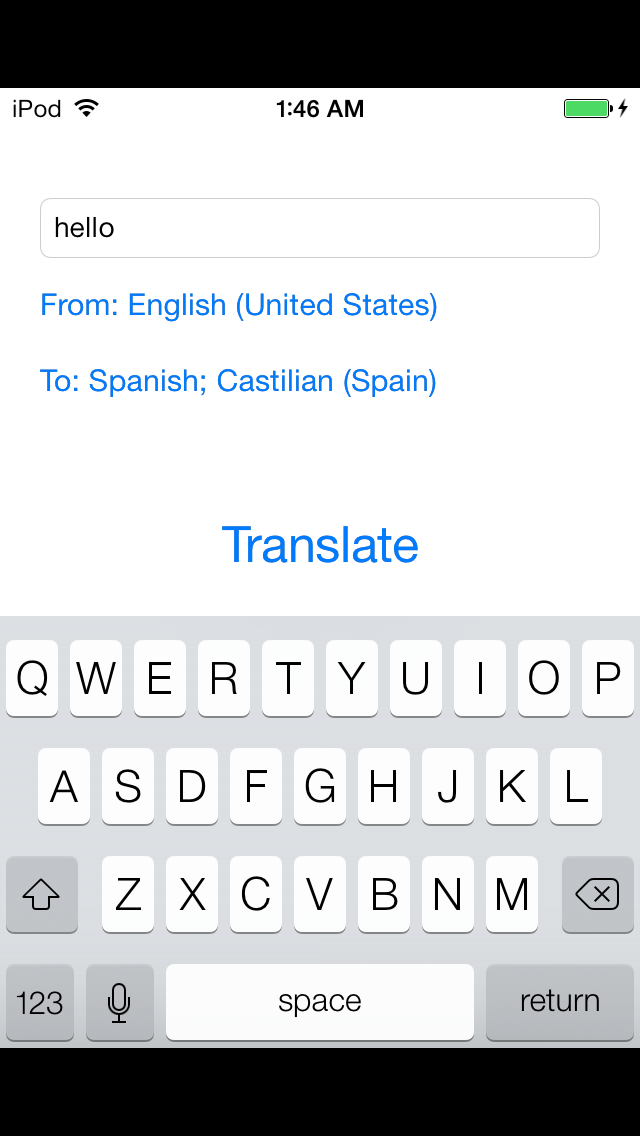 iPod 1:46 AM
hello
From: English (United States)
To: Spanish; Castilian (Spain)
Translate
Q W E R T Y U I O P
A S D F G H J K L
Z X C V B N M
123 space return